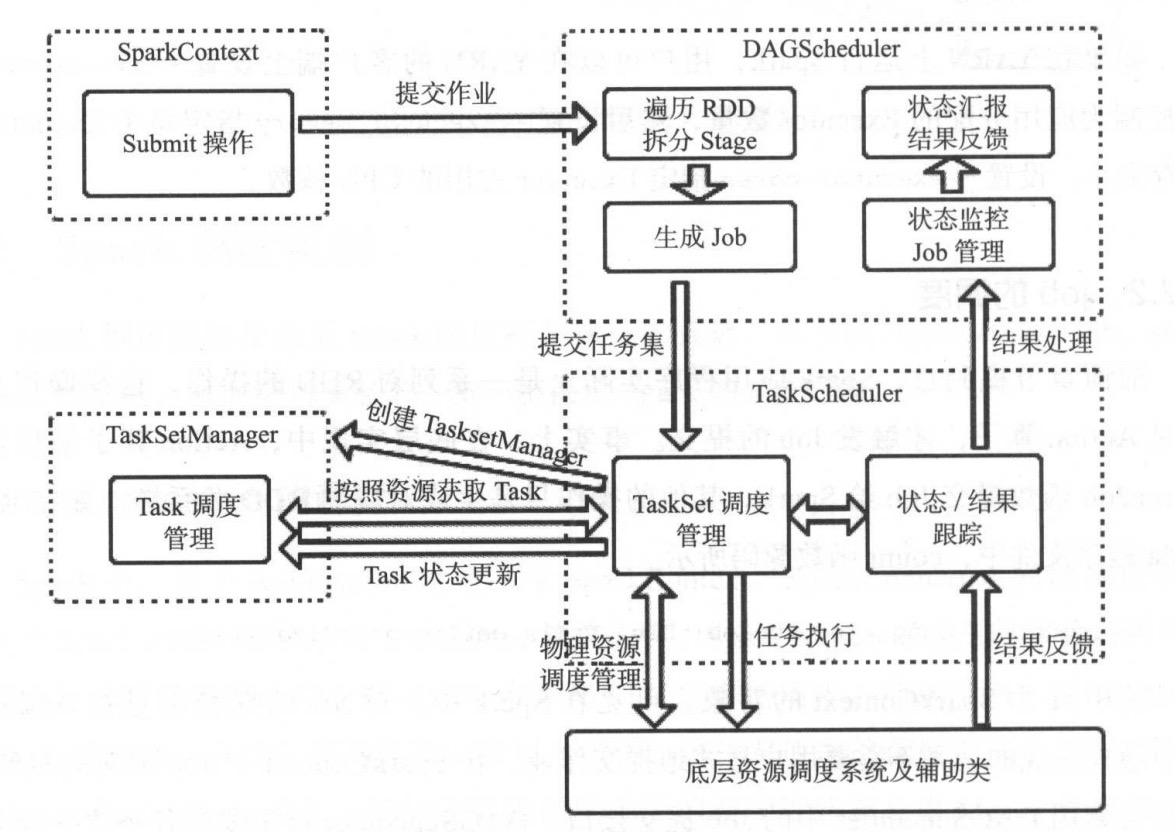 SparkContext
Submit 操作
提交作业
DAGScheduler
遍历 RDD
拆分 Stage
状态汇报
结果反馈
生成 Job
状态监控
Job 管理
提交任务集
结果处理
TaskScheduler
TaskSetManager
创建 TasksetManager
按照资源获取 Task
Task 调度
管理
Task 状态更新
TaskSet 调度
管理
状态 / 结果
跟踪
物理资源
调度管理
任务执行
结果反馈
底层资源调度系统及辅助类